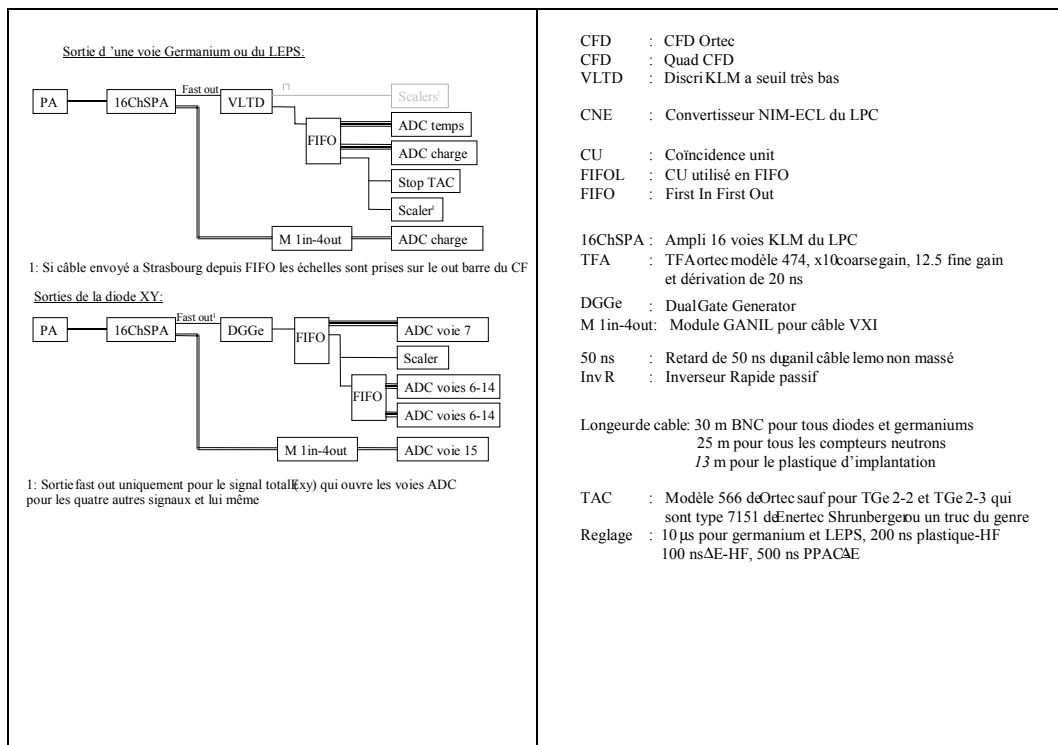 Sortie d ’une voie Germanium ou du LEPS:
PA
16ChSPA
Fast out
VLTD
Scalers¹
FIFO
ADC temps
ADC charge
Stop TAC
Scaler¹
M 1in-4out
ADC charge
1: Si câble envoyé a Strasbourg depuis FIFO les échelles sont prises sur le out barre du CF
Sorties de la diode XY:
PA
16ChSPA
Fast out¹
DGGe
FIFO
ADC voie 7
Scaler
FIFO
ADC voies 6-14
ADC voies 6-14
M 1in-4out
ADC voie 15
1: Sortie fast out uniquement pour le signal total(xy) qui ouvre les voies ADC
pour les quatre autres signaux et lui même
CFD : CFD Ortec
CFD : Quad CFD
VLTD : Discri KLM a seuil très bas
CNE : Convertisseur NIM-ECL du LPC
CU : Coïncidence unit
FIFOL : CU utilisé en FIFO
FIFO : First In First Out
16ChSPA : Ampli 16 voies KLM du LPC
TFA : TFA ortec modèle 474, x10 coarse gain, 12.5 fine gain
et dérivation de 20 ns
DGGe : Dual Gate Generator
M 1in-4out: Module GANIL pour câble VXI
50 ns : Retard de 50 ns du ganil câble lemo non massé
Inv R : Inverseur Rapide passif
Longeur de cable: 30 m BNC pour tous diodes et germaniums
25 m pour tous les compteurs neutrons
13 m pour le plastique d’implantation
TAC : Modèle 566 de Ortec sauf pour TGe 2-2 et TGe 2-3 qui
sont type 7151 de Enertec Shrunberger ou un truc du genre
Reglage : 10 µs pour germanium et LEPS, 200 ns plastique-HF
100 ns ΔE-HF, 500 ns PPAC-ΔE